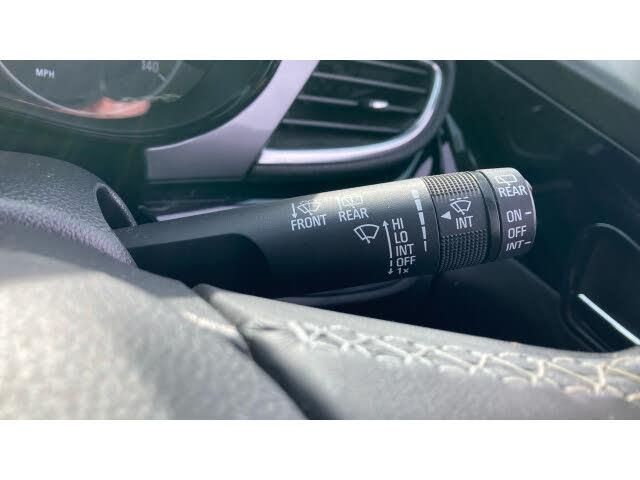 MPH
140
FRONT
REAR
HI
LO
INT
OFF
1x
INT
REAR
ON
OFF
INT